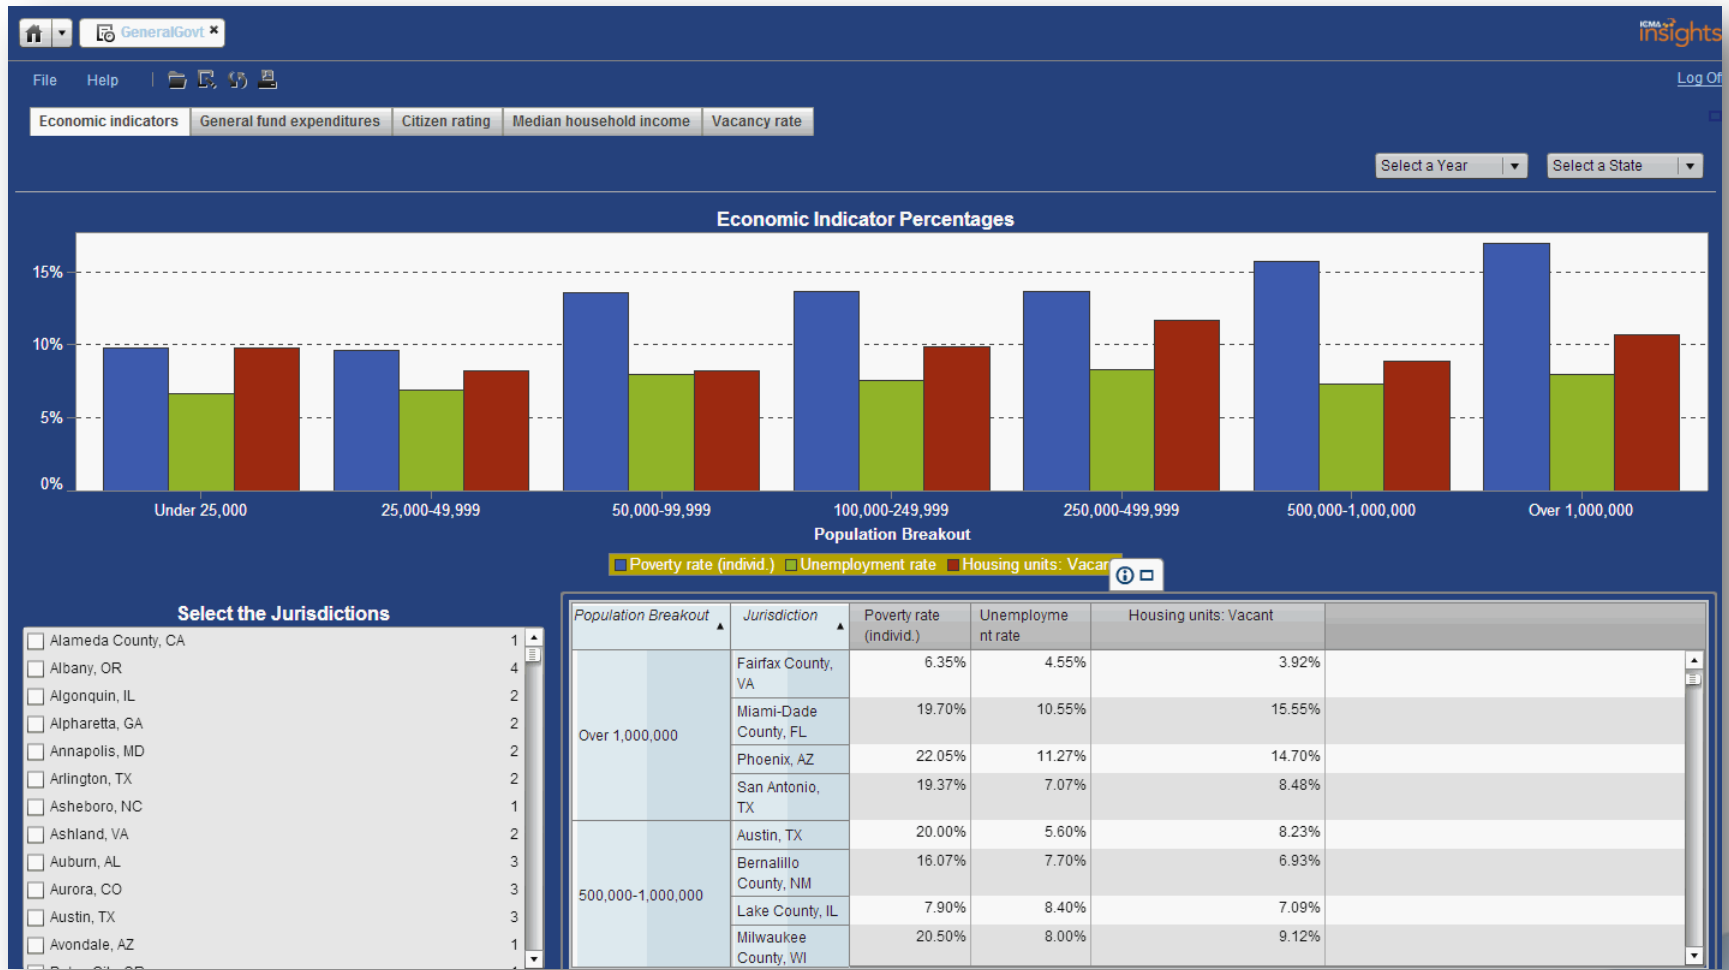 GeneralGovt ×
ICMA
insights
File Help
Log Of
Economic indicators General fund expenditures Citizen rating Median household income Vacancy rate
Select a Year Select a State
Economic Indicator Percentages
15%
10%
5%
0%
Under 25,000 25,000-49,999 50,000-99,999 100,000-249,999 250,000-499,999 500,000-1,000,000 Over 1,000,000
Population Breakout
Poverty rate (individ.) Unemployment rate Housing units: Vacar
Select the Jurisdictions
Alameda County, CA 1
Albany, OR 4
Algonquin, IL 2
Alpharetta, GA 2
Annapolis, MD 2
Arlington, TX 2
Asheboro, NC 1
Ashland, VA 2
Auburn, AL 3
Aurora, CO 3
Austin, TX 3
Avondale, AZ 1
Population Breakout Jurisdiction Poverty rate Unemployme Housing units: Vacant
(individ.) nt rate
Over 1,000,000
Fairfax County, 6.35% 4.55% 3.92%
VA
Miami-Dade 19.70% 10.55% 15.55%
County, FL
Phoenix, AZ 22.05% 11.27% 14.70%
San Antonio, 19.37% 7.07% 8.48%
TX
500,000-1,000,000
Austin, TX 20.00% 5.60% 8.23%
Bernalillo 16.07% 7.70% 6.93%
County, NM
Lake County, IL 7.90% 8.40% 7.09%
Milwaukee 20.50% 8.00% 9.12%
County, WI